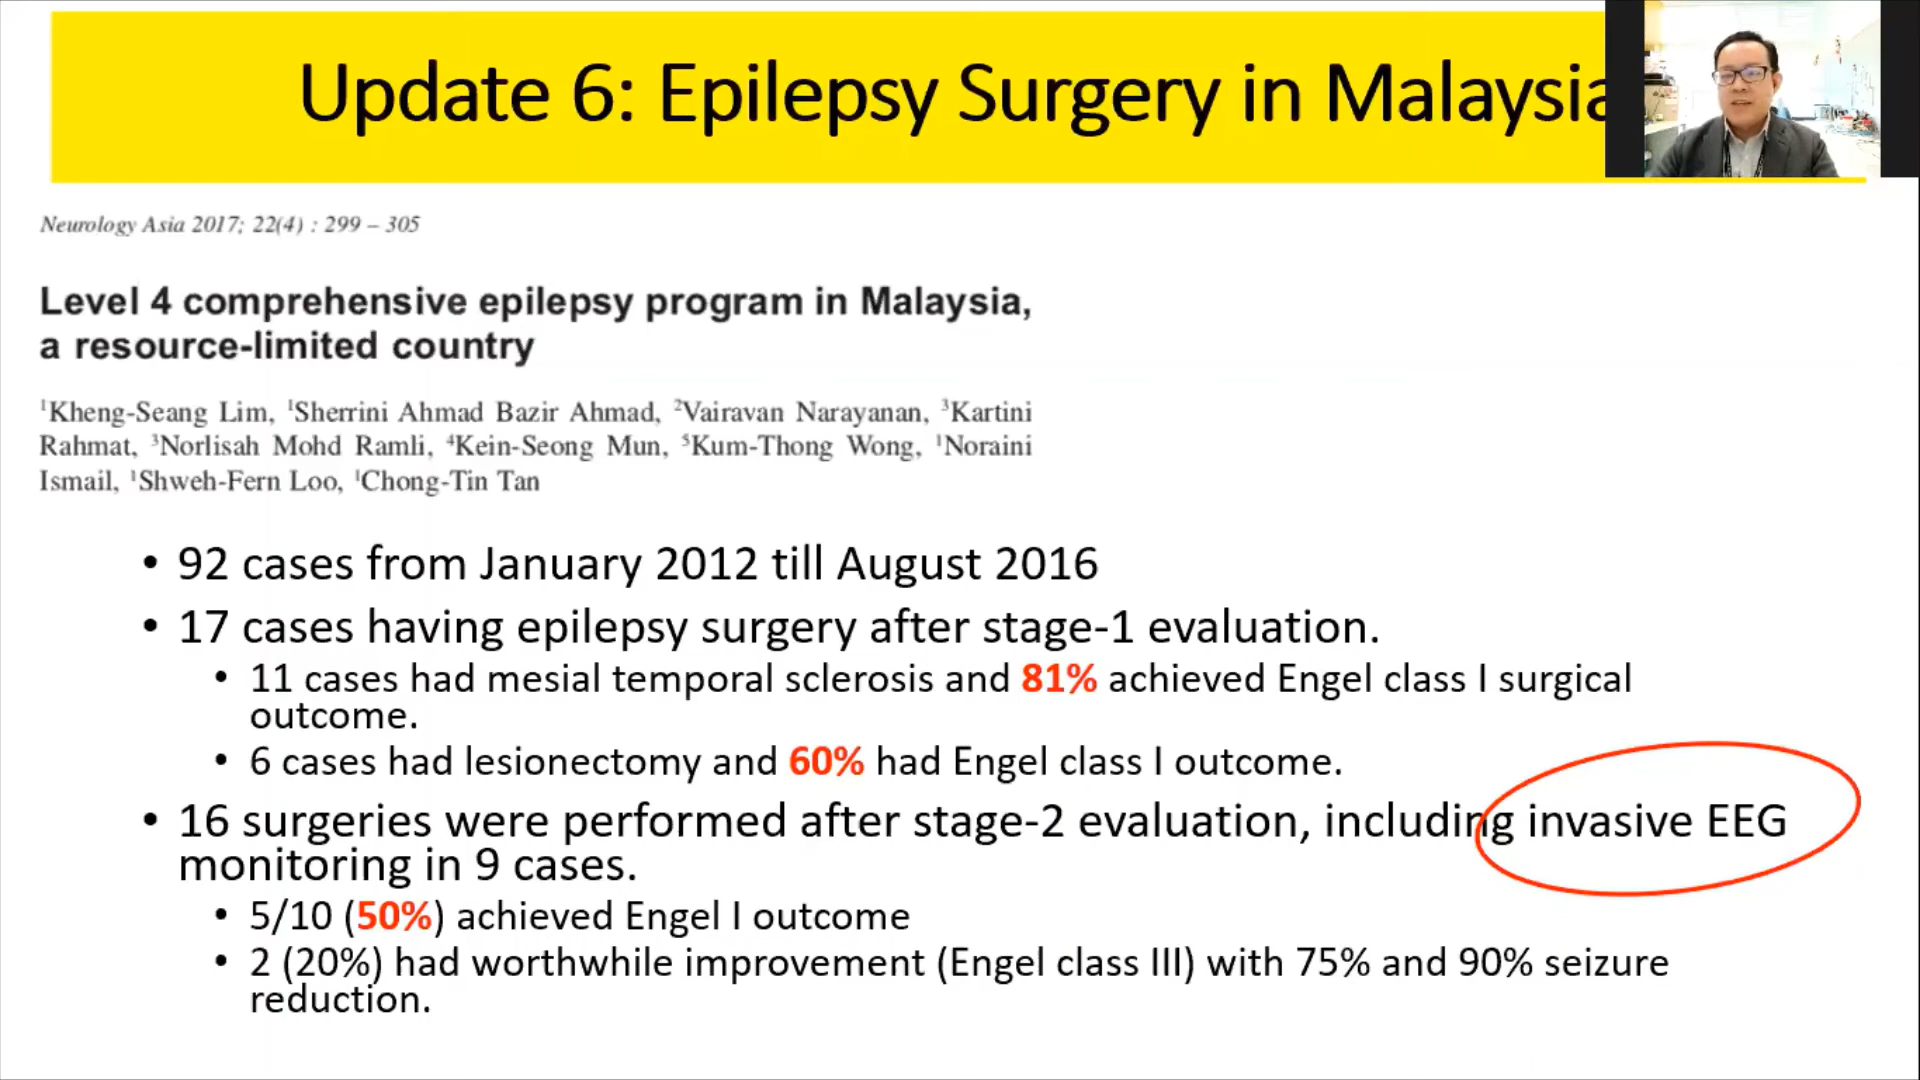 Update 6: Epilepsy Surgery in Malaysia
Neurology Asia 2017; 22(4) : 299 – 305
Level 4 comprehensive epilepsy program in Malaysia,
a resource-limited country
¹Kheng-Seang Lim, ¹Sherrini Ahmad Bazir Ahmad, ²Vairavan Narayanan, ³Kartini
Rahmat, ³Norlisah Mohd Ramli, ⁴Kein-Seong Mun, ⁵Kum-Thong Wong, ¹Noraini
Ismail, ¹Shweh-Fern Loo, ¹Chong-Tin Tan
• 92 cases from January 2012 till August 2016
• 17 cases having epilepsy surgery after stage-1 evaluation.
• 11 cases had mesial temporal sclerosis and 81% achieved Engel class I surgical
outcome.
• 6 cases had lesionectomy and 60% had Engel class I outcome.
• 16 surgeries were performed after stage-2 evaluation, including invasive EEG
monitoring in 9 cases.
• 5/10 (50%) achieved Engel I outcome
• 2 (20%) had worthwhile improvement (Engel class III) with 75% and 90% seizure
reduction.